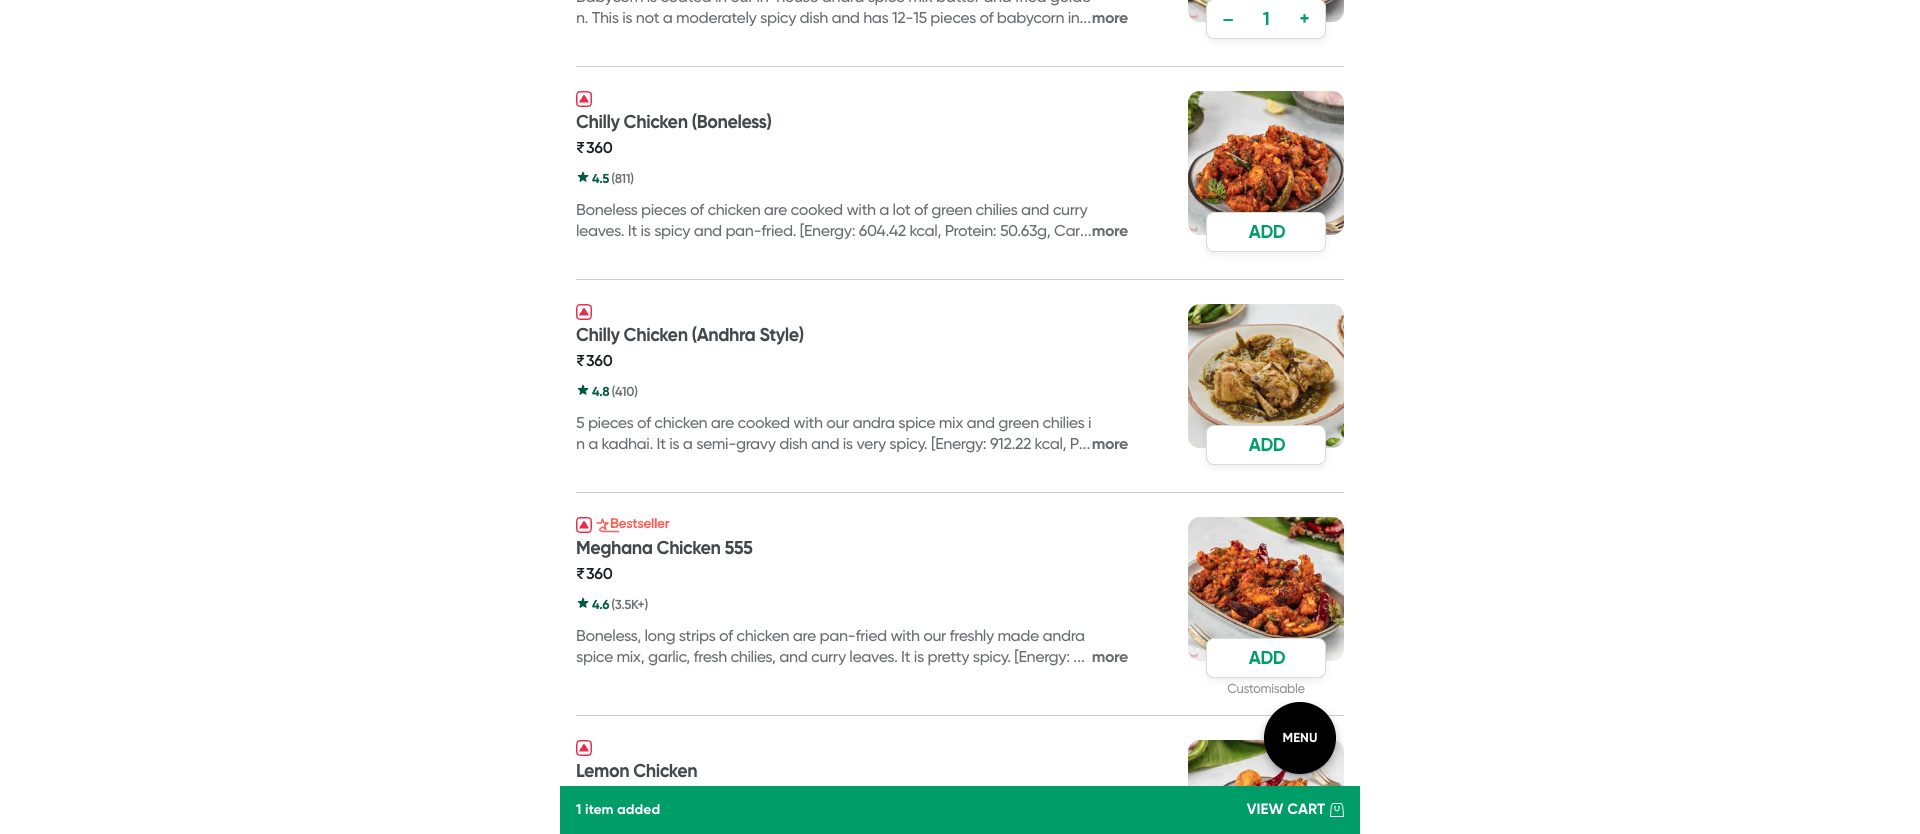 n. This is not a moderately spicy dish and has 12-15 pieces of babycorn in...more
– 1 +
Chilly Chicken (Boneless)
₹360
4.5 (811)
Boneless pieces of chicken are cooked with a lot of green chilies and curry
leaves. It is spicy and pan-fried. [Energy: 604.42 kcal, Protein: 50.63g, Car...more
ADD
Chilly Chicken (Andhra Style)
₹360
4.8 (410)
5 pieces of chicken are cooked with our andra spice mix and green chilies i
n a kadhai. It is a semi-gravy dish and is very spicy. [Energy: 912.22 kcal, P...more
ADD
Bestseller
Meghana Chicken 555
₹360
4.6 (3.5K+)
Boneless, long strips of chicken are pan-fried with our freshly made andra
spice mix, garlic, fresh chilies, and curry leaves. It is pretty spicy. [Energy: ... more
ADD
Customisable
MENU
Lemon Chicken
1 item added
VIEW CART